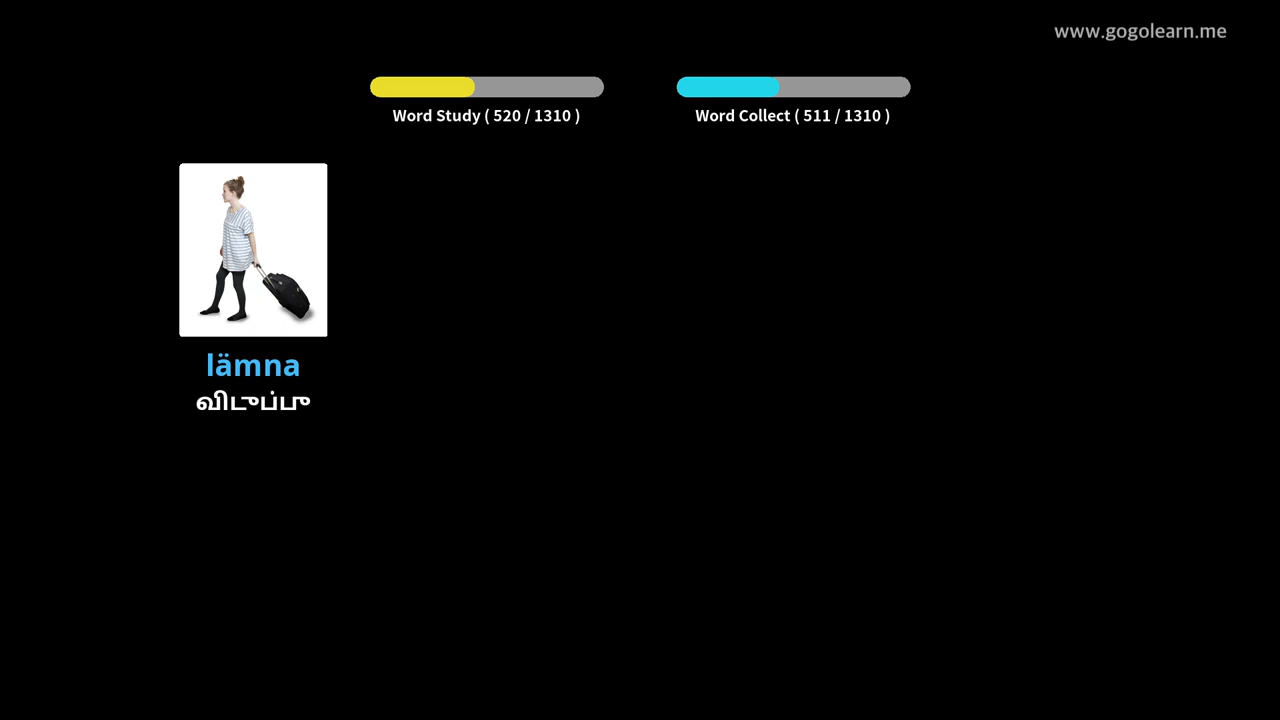 www.gogolearn.me
Word Study ( 520 / 1310 )
Word Collect ( 511 / 1310 )
lämna
விடுப்பு